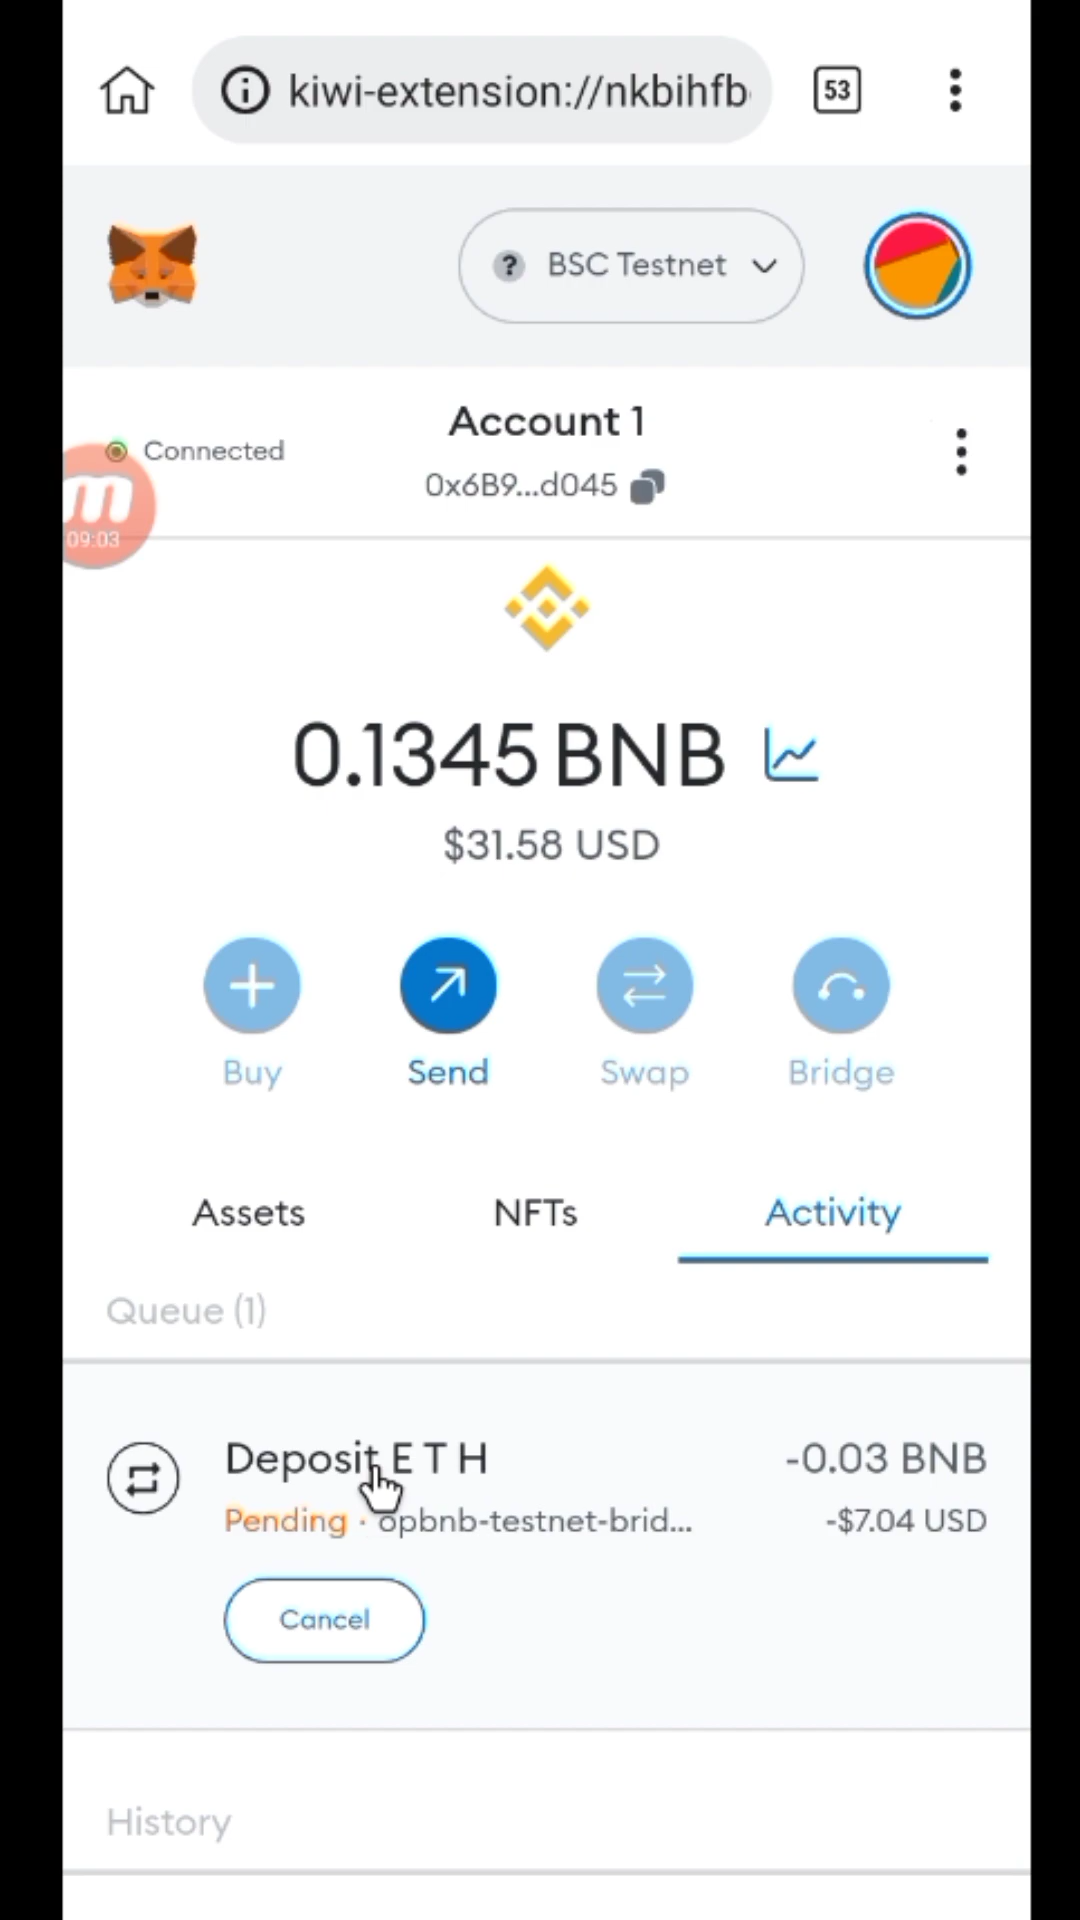 kiwi-extension://nkbihfb
53
? BSC Testnet
Account 1
Connected
0x6B9...d045
m
09:03
0.1345 BNB
$31.58 USD
Buy Send Swap Bridge
Assets NFTs Activity
Queue (1)
Deposit E T H -0.03 BNB
Pending · opbnb-testnet-brid... -$7.04 USD
Cancel
History